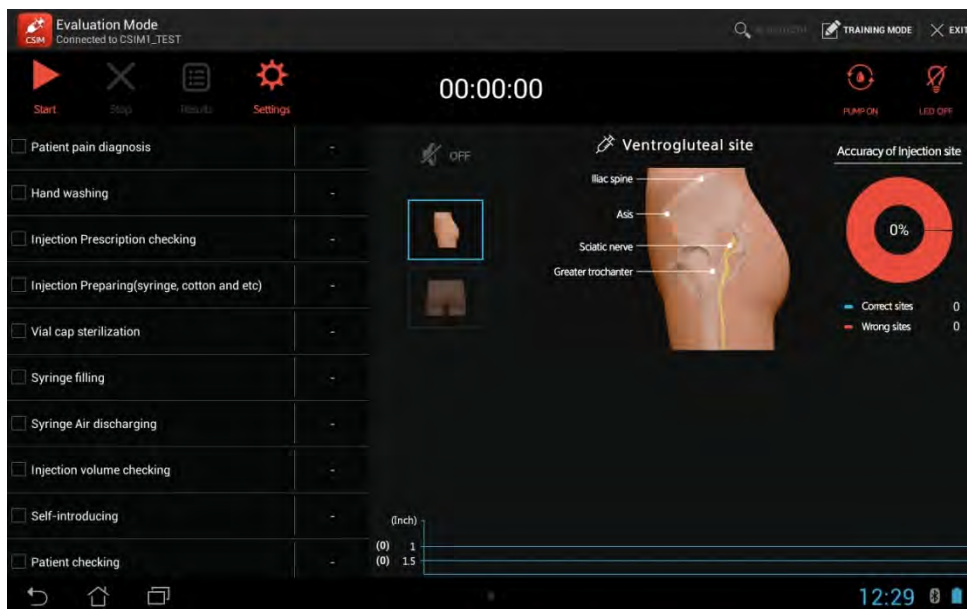 Evaluation Mode
Connected to CSIM1_TEST
CSIM
TRAINING MODE
EXIT
Start
Stop
Results
Settings
00:00:00
PUMP ON
LED OFF
Patient pain diagnosis -
Hand washing -
Injection Prescription checking -
Injection Preparing(syringe, cotton and etc) -
Vial cap sterilization -
Syringe filling -
Syringe Air discharging -
Injection volume checking -
Self-introducing -
Patient checking -
OFF
Ventrogluteal site
Iliac spine
Asis
Sciatic nerve
Greater trochanter
Accuracy of Injection site
0%
Correct sites 0
Wrong sites 0
(Inch)
(0) 1
(0) 1.5
12:29